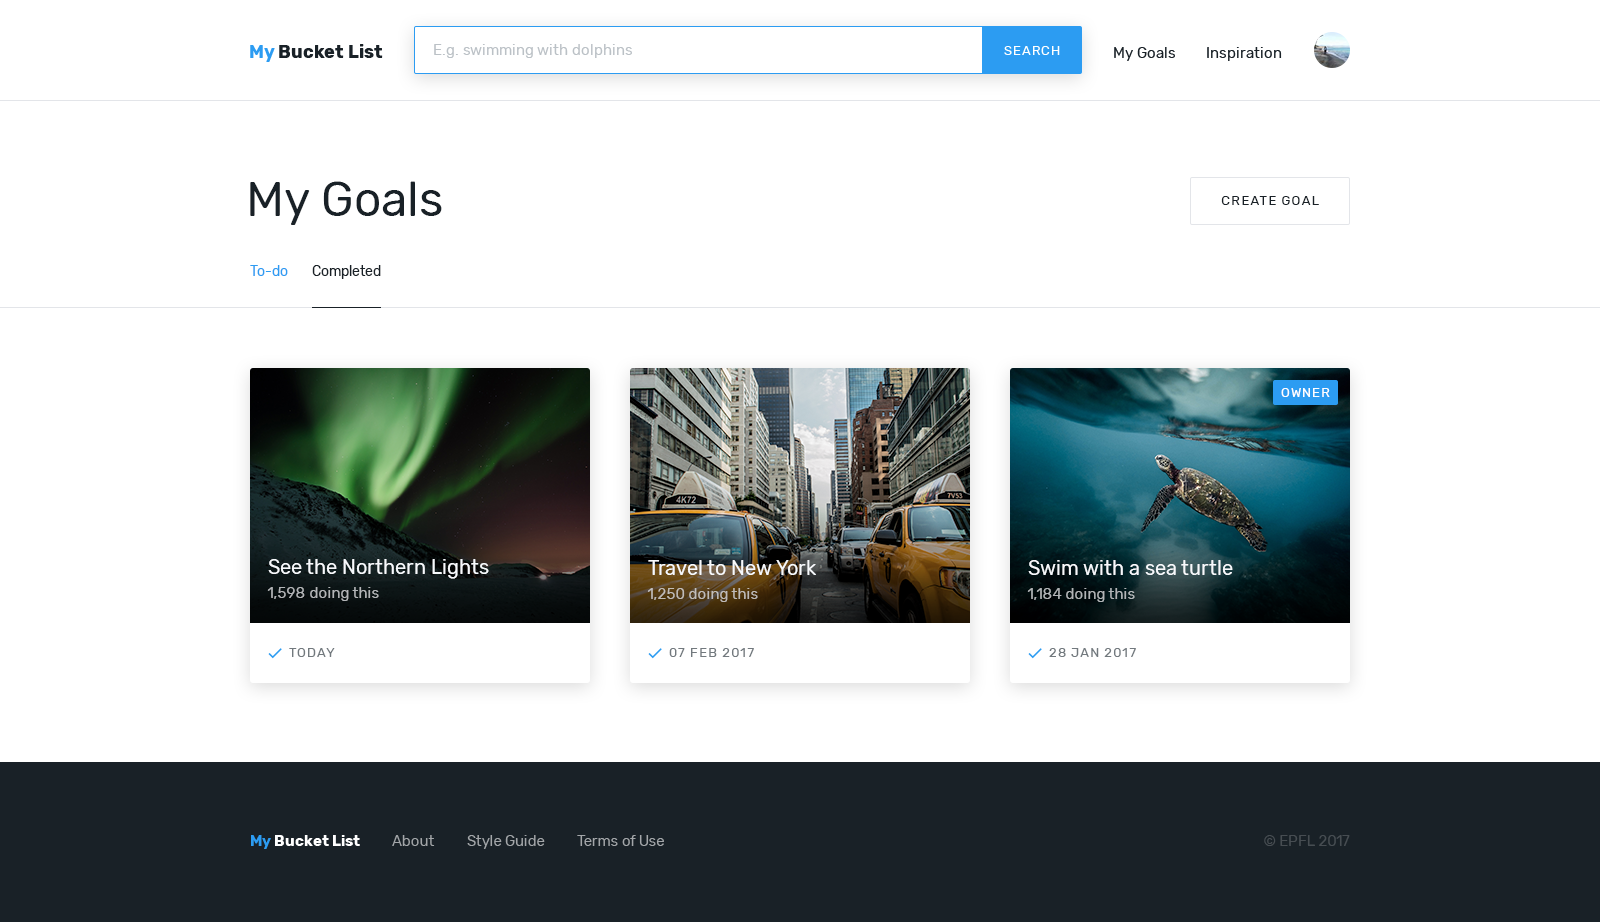 My Bucket List
E.g. swimming with dolphins
SEARCH
My Goals
Inspiration
My Goals
CREATE GOAL
To-do
Completed
4K72
7V53
OWNER
See the Northern Lights
1,598 doing this
Travel to New York
1,250 doing this
Swim with a sea turtle
1,184 doing this
TODAY
07 FEB 2017
28 JAN 2017
My Bucket List
About
Style Guide
Terms of Use
© EPFL 2017